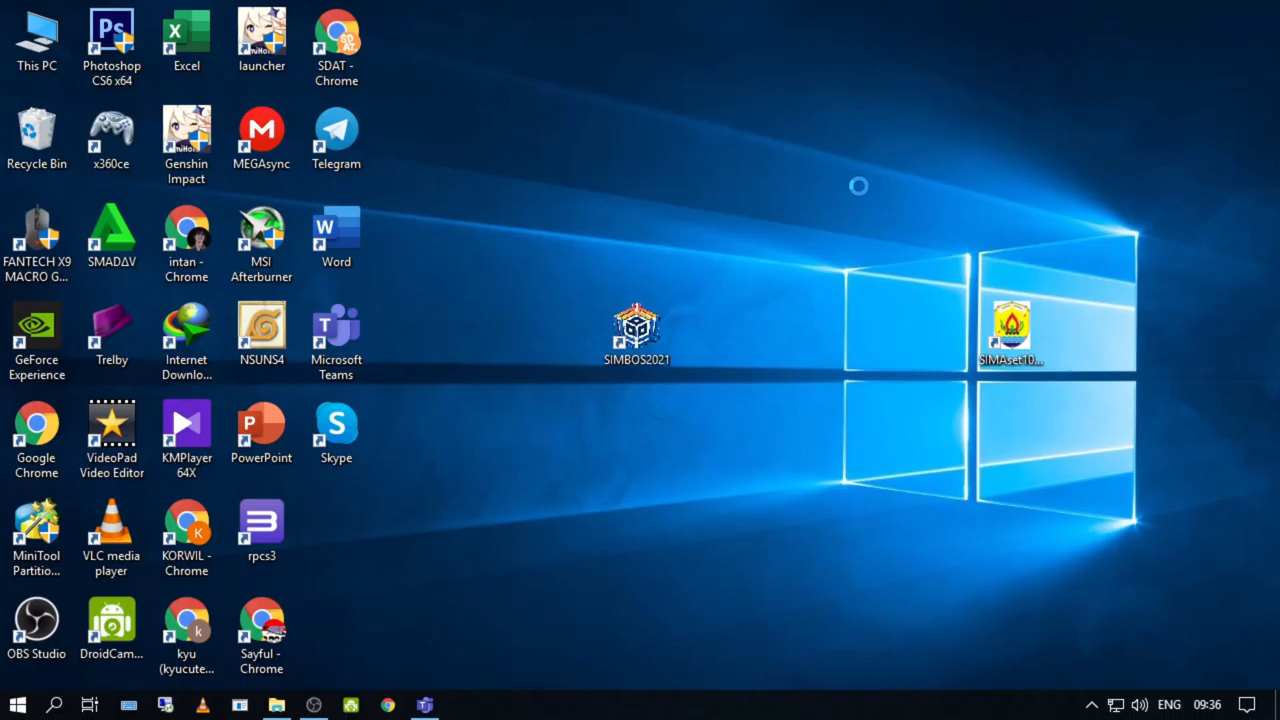 This PC
Photoshop
CS6 x64
Excel
launcher
SDAT -
Chrome
Recycle Bin
x360ce
Genshin
Impact
MEGAsync
Telegram
FANTECH X9
MACRO G...
SMADΔV
intan -
Chrome
MSI
Afterburner
Word
GeForce
Experience
Trelby
Internet
Downlo...
NSUNS4
Microsoft
Teams
SIMBOS2021
SIMAset10...
Google
Chrome
VideoPad
Video Editor
KMPlayer
64X
PowerPoint
Skype
MiniTool
Partitio...
VLC media
player
KORWIL -
Chrome
rpcs3
OBS Studio
DroidCam...
kyu
(kyucute...
Sayful -
Chrome
ENG
09:36